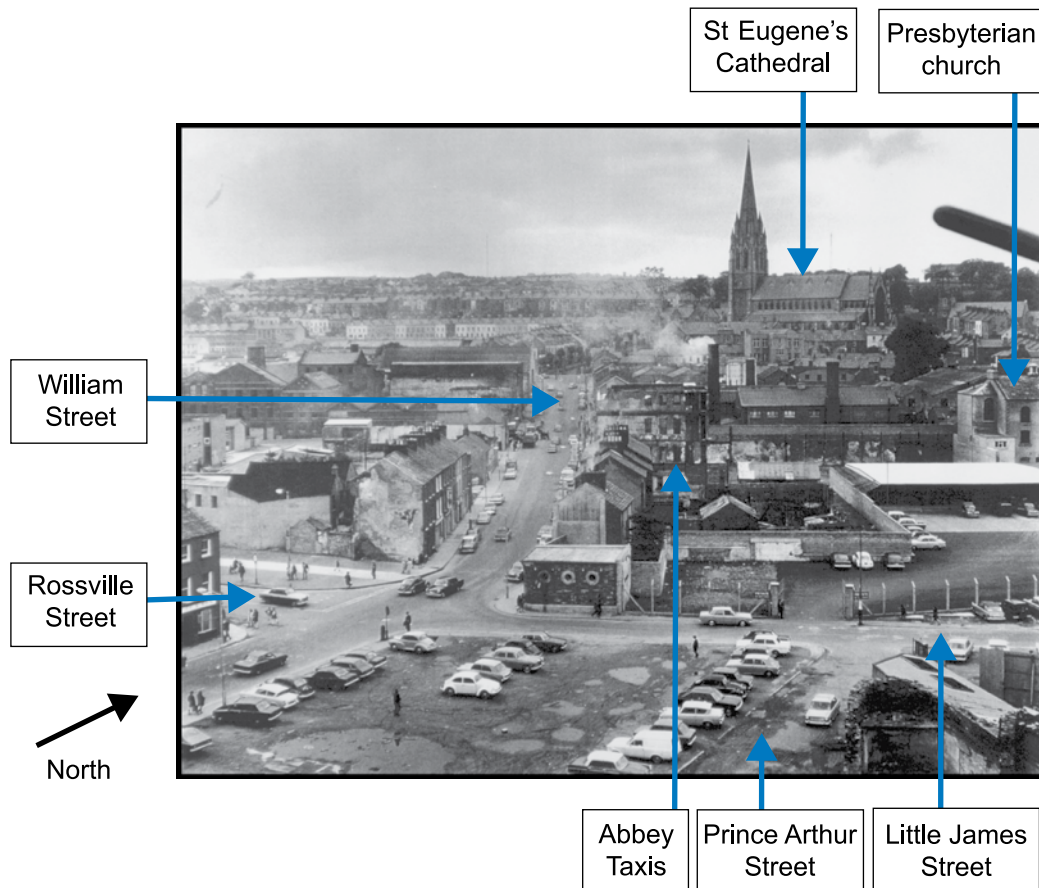 St Eugene’s
Cathedral
Presbyterian
church
William
Street
Rossville
Street
North
Abbey
Taxis
Prince Arthur
Street
Little James
Street